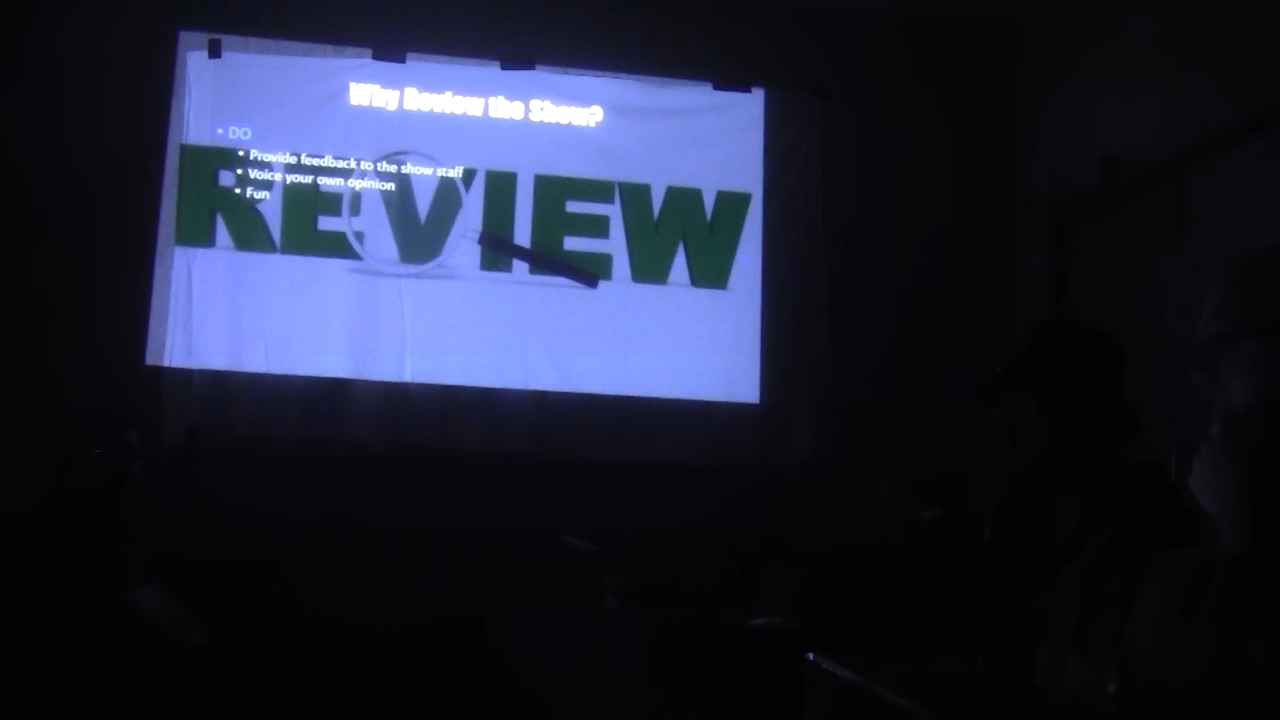 Why Review the Show?
• DO
• Provide feedback to the show staff
• Voice your own opinion
• Fun
REVIEW